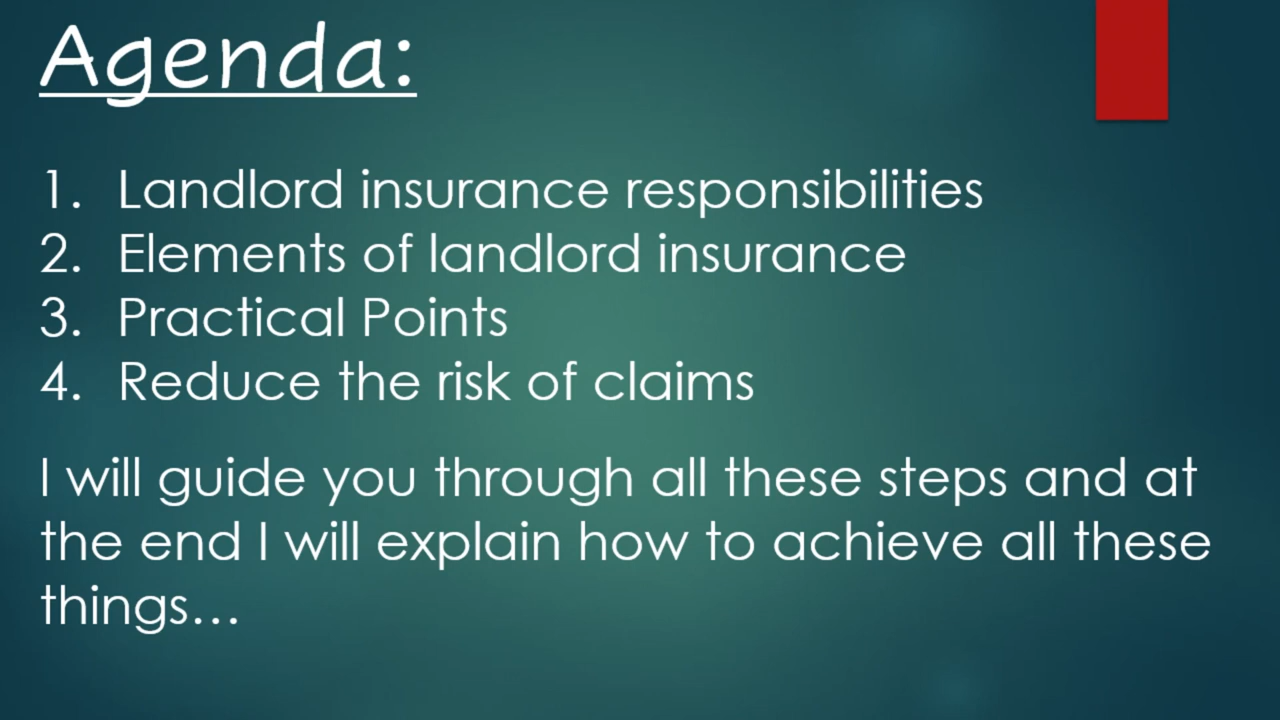 Agenda:
1. Landlord insurance responsibilities
2. Elements of landlord insurance
3. Practical Points
4. Reduce the risk of claims
I will guide you through all these steps and at
the end I will explain how to achieve all these
things...